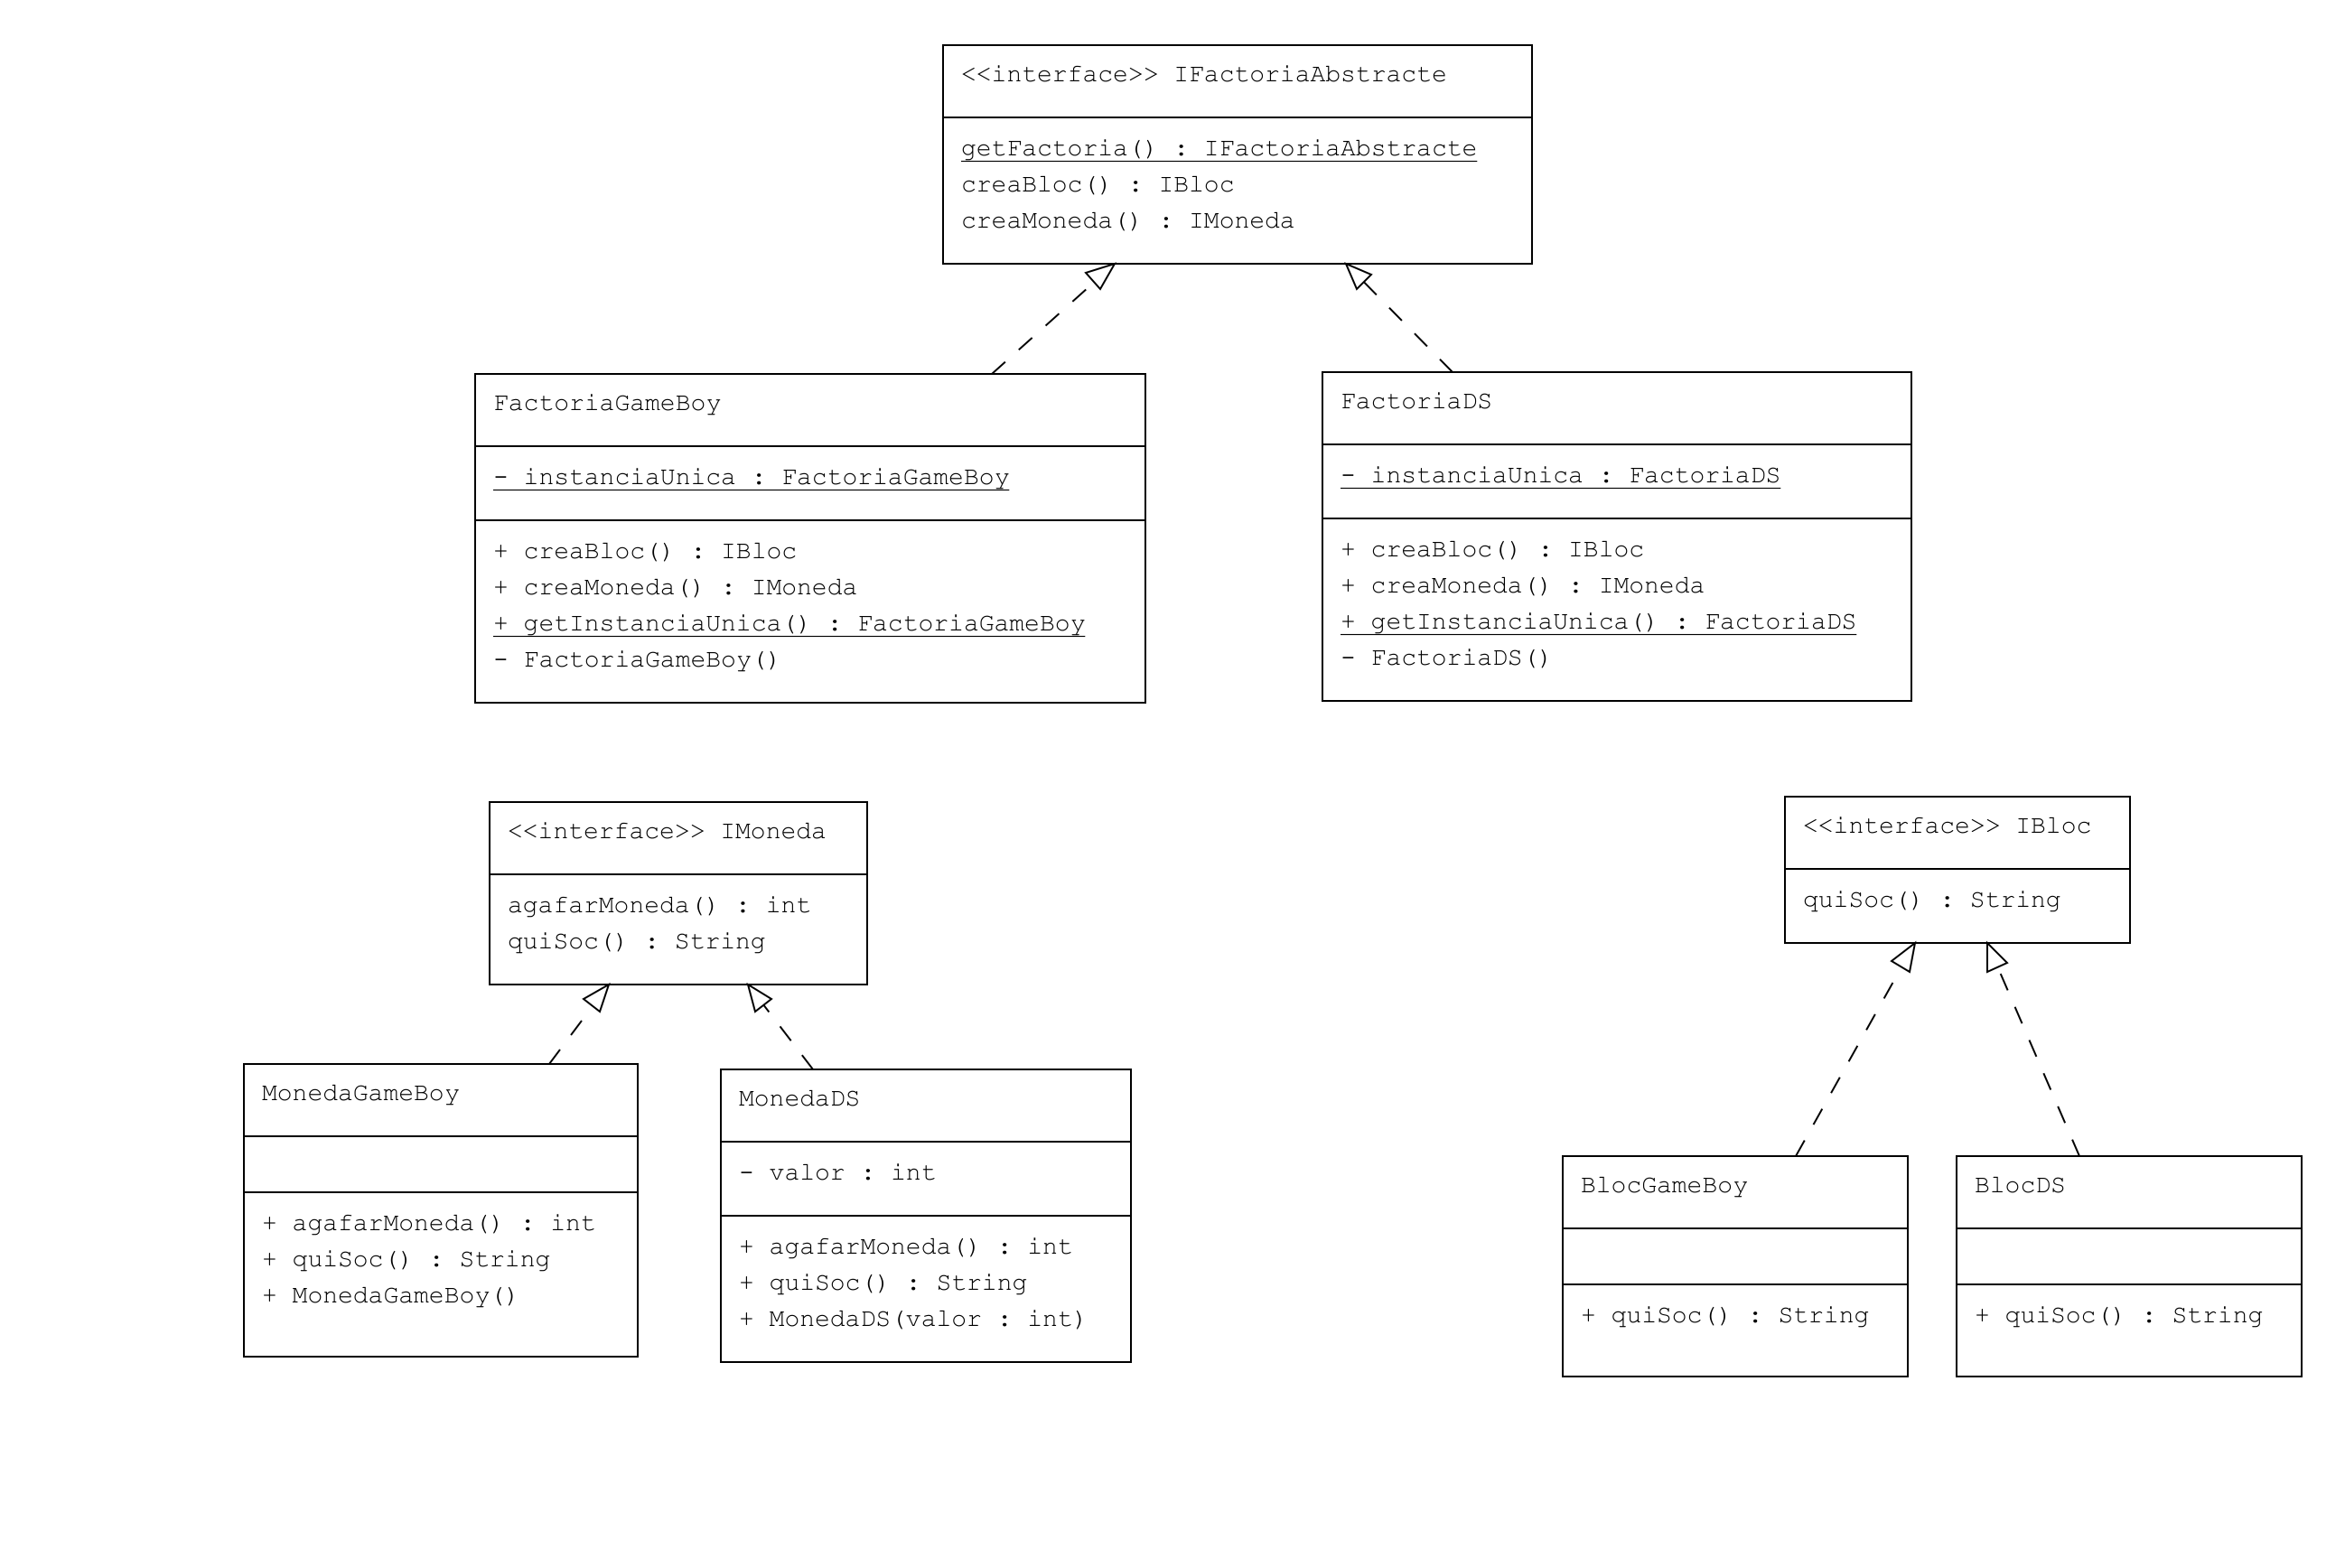 <<interface>> IFactoriaAbstracte
getFactoria() : IFactoriaAbstracte
creaBloc() : IBloc
creaMoneda() : IMoneda
FactoriaGameBoy
- instanciaUnica : FactoriaGameBoy
+ creaBloc() : IBloc
+ creaMoneda() : IMoneda
+ getInstanciaUnica() : FactoriaGameBoy
- FactoriaGameBoy()
FactoriaDS
- instanciaUnica : FactoriaDS
+ creaBloc() : IBloc
+ creaMoneda() : IMoneda
+ getInstanciaUnica() : FactoriaDS
- FactoriaDS()
<<interface>> IMoneda
agafarMoneda() : int
quiSoc() : String
<<interface>> IBloc
quiSoc() : String
MonedaGameBoy
+ agafarMoneda() : int
+ quiSoc() : String
+ MonedaGameBoy()
MonedaDS
- valor : int
+ agafarMoneda() : int
+ quiSoc() : String
+ MonedaDS(valor : int)
BlocGameBoy
+ quiSoc() : String
BlocDS
+ quiSoc() : String